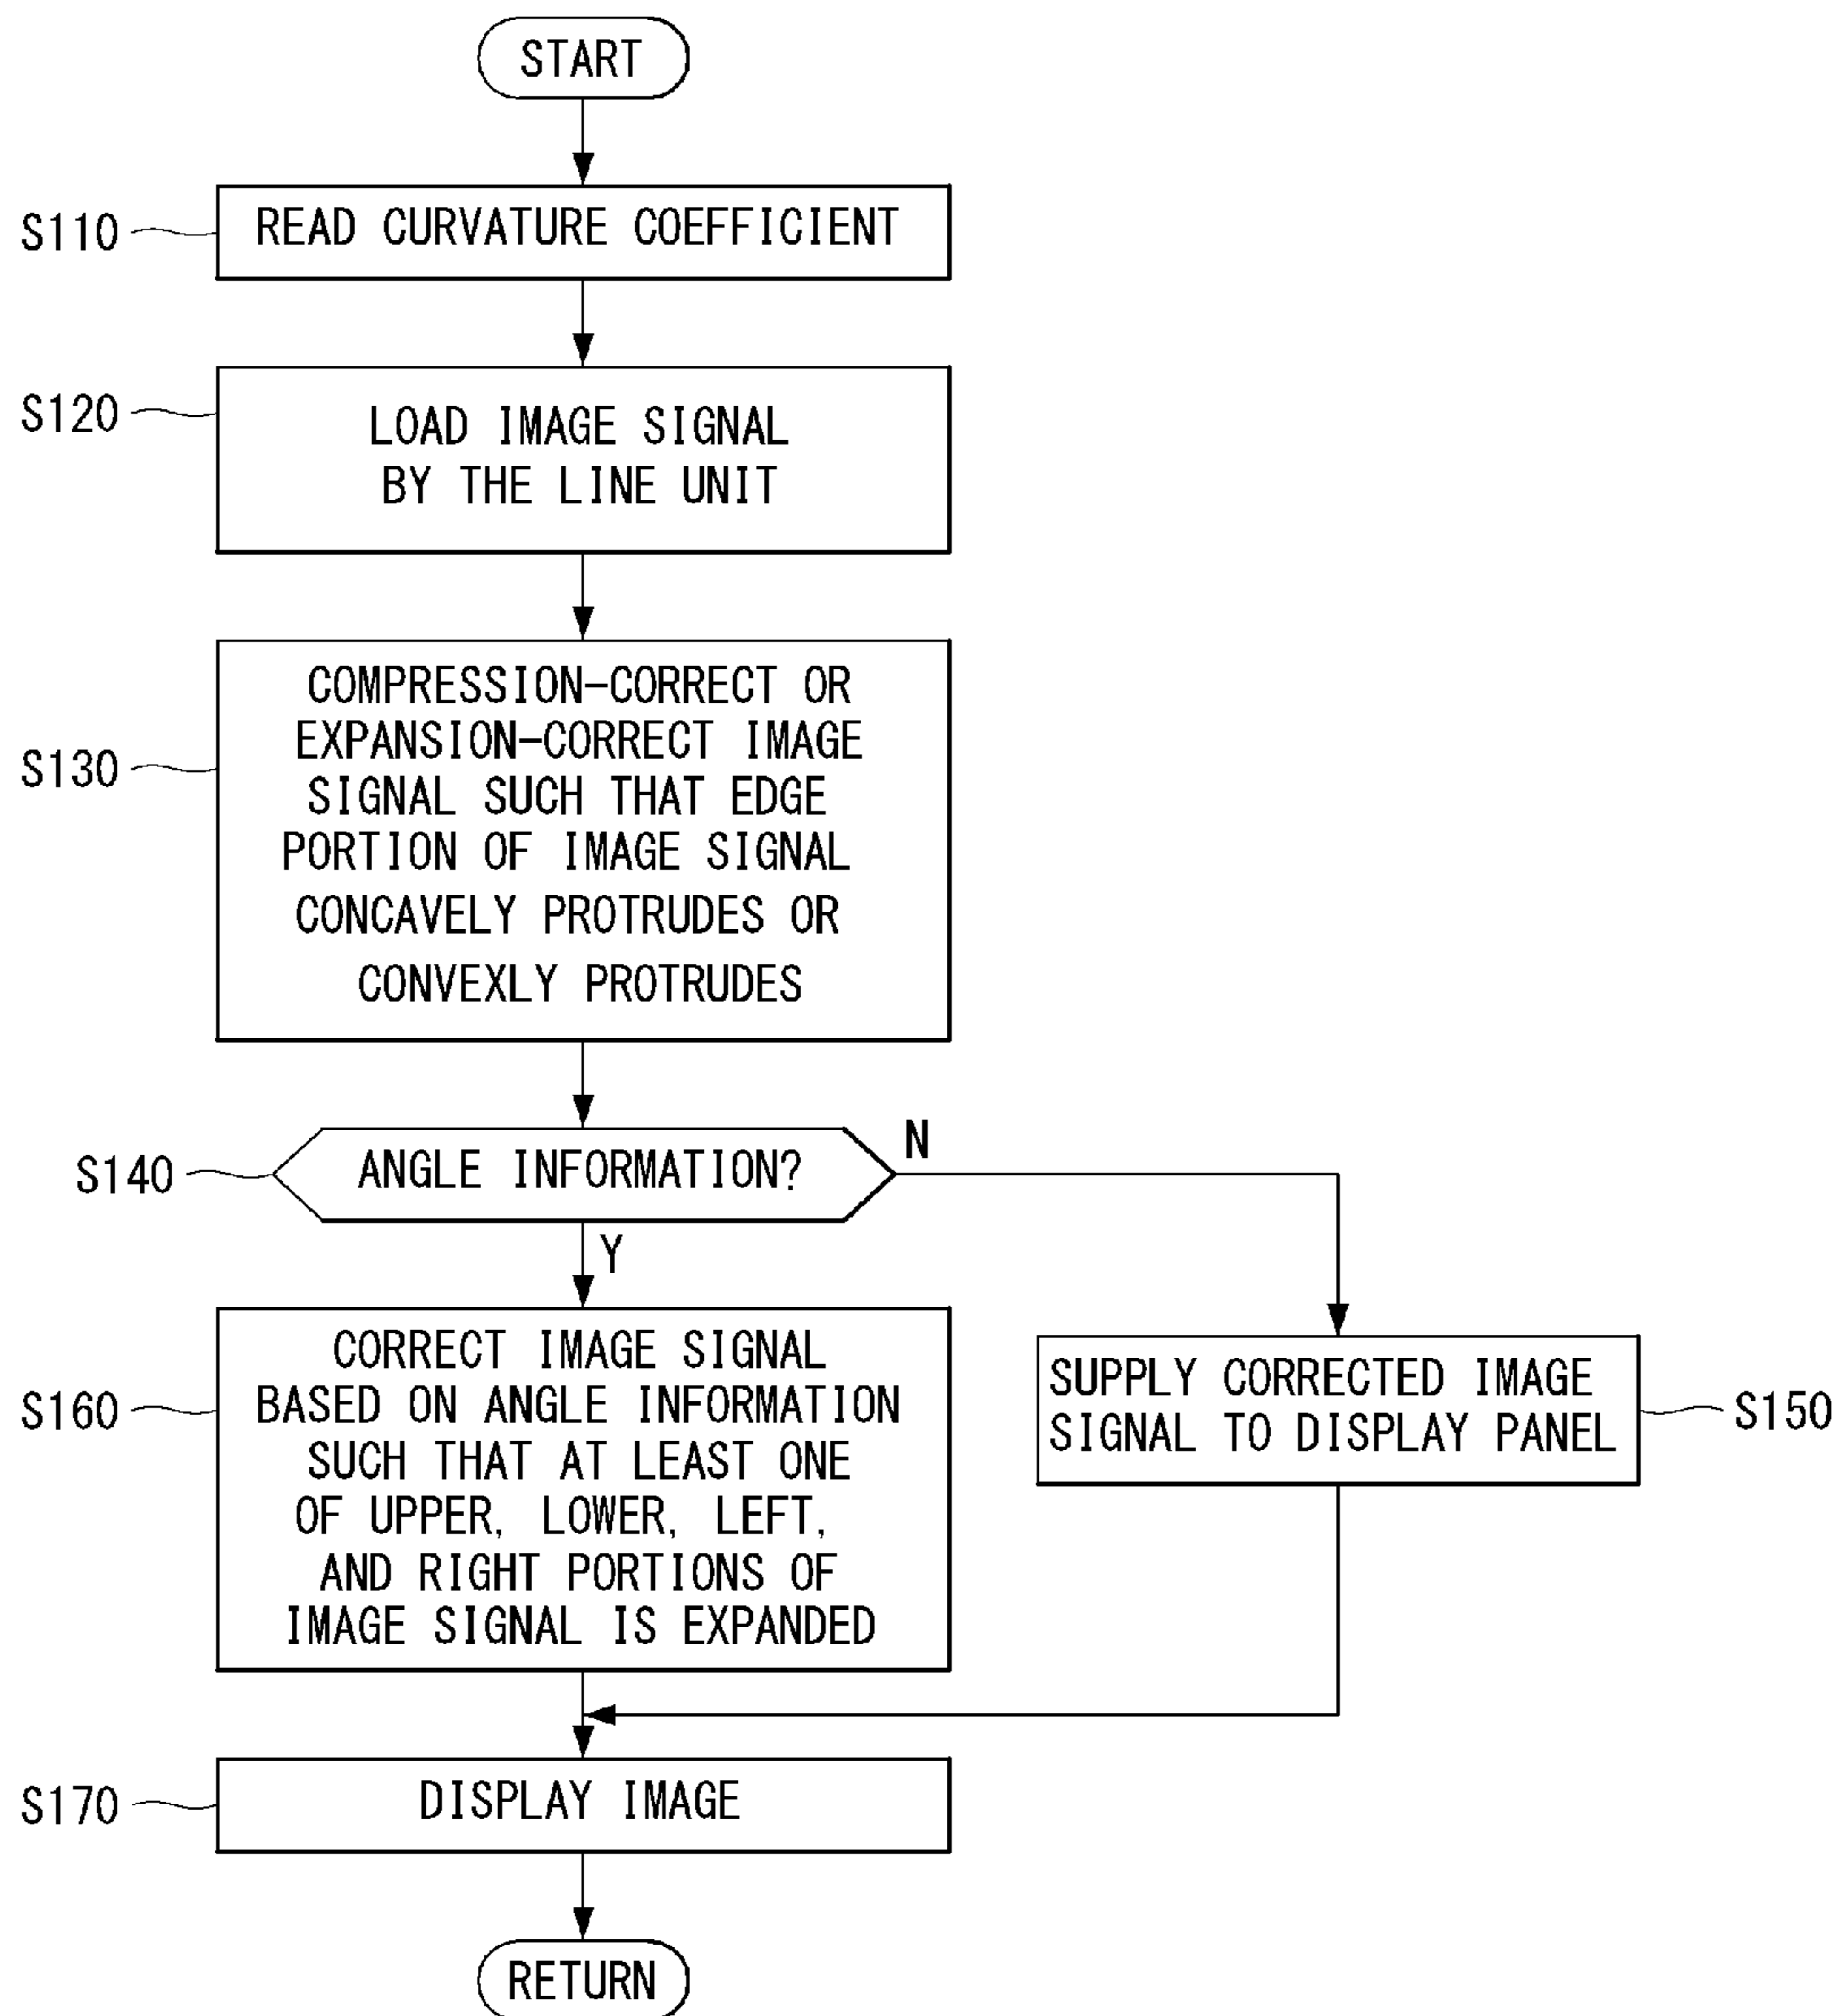 START
S110
READ CURVATURE COEFFICIENT
S120
LOAD IMAGE SIGNAL
BY THE LINE UNIT
S130
COMPRESSION-CORRECT OR
EXPANSION-CORRECT IMAGE
SIGNAL SUCH THAT EDGE
PORTION OF IMAGE SIGNAL
CONCAVELY PROTRUDES OR
CONVEXLY PROTRUDES
S140
ANGLE INFORMATION?
N
Y
S160
CORRECT IMAGE SIGNAL
BASED ON ANGLE INFORMATION
SUCH THAT AT LEAST ONE
OF UPPER, LOWER, LEFT,
AND RIGHT PORTIONS OF
IMAGE SIGNAL IS EXPANDED
SUPPLY CORRECTED IMAGE
SIGNAL TO DISPLAY PANEL
S150
S170
DISPLAY IMAGE
RETURN